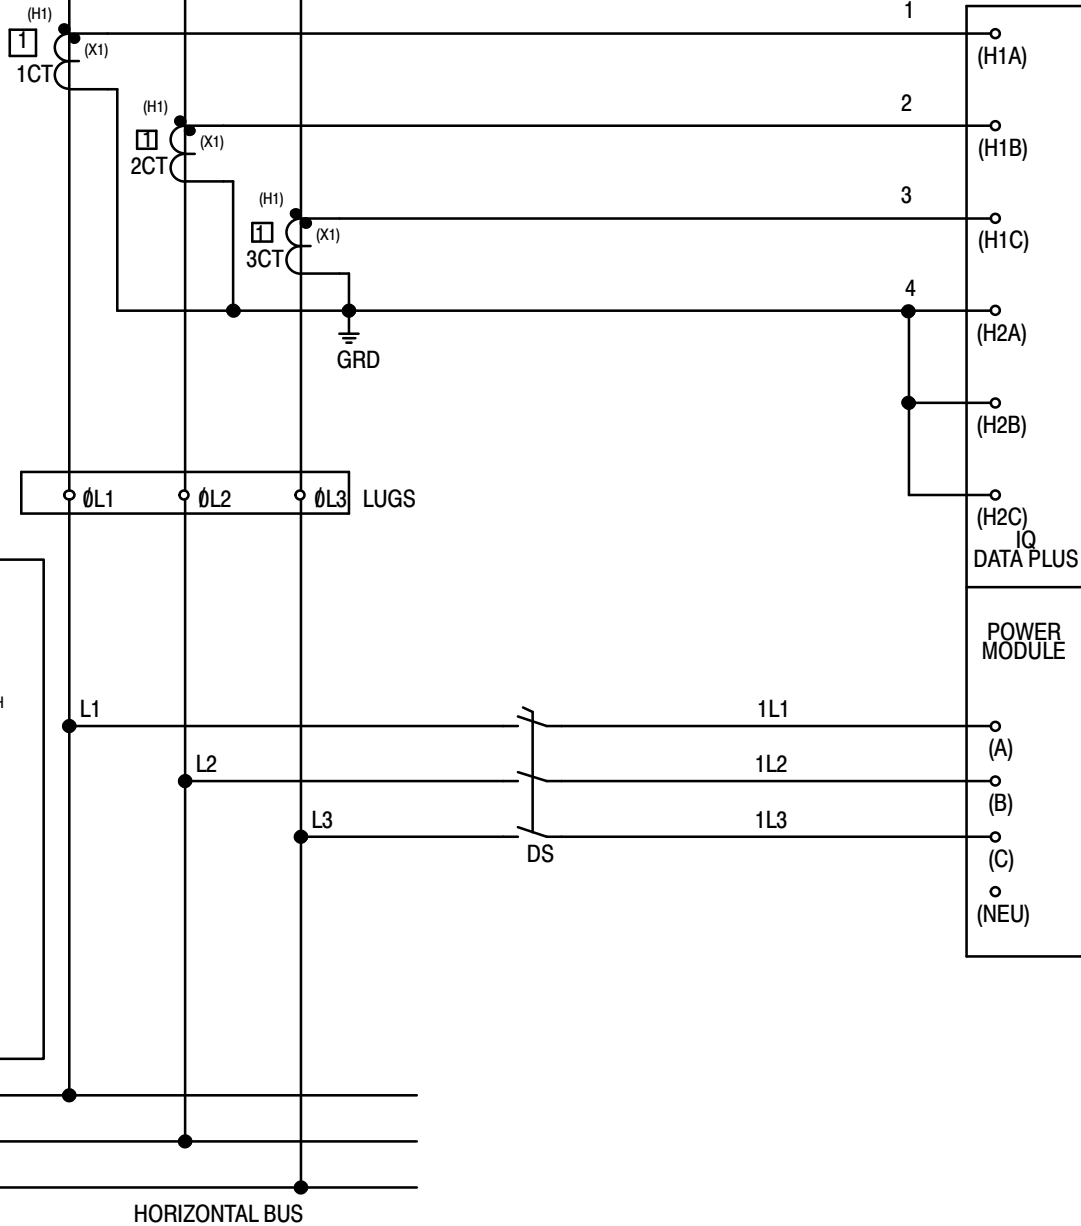 (H1)
1
1
(X1)
(H1A)
1CT
(H1)
2
1
(X1)
(H1B)
2CT
(H1)
3
1
(X1)
(H1C)
3CT
4
(H2A)
GRD
(H2B)
ØL1 ØL2 ØL3 LUGS
(H2C)
IQ
DATA PLUS
POWER
MODULE
H
L1
1L1
(A)
L2
1L2
(B)
L3
1L3
DS
(C)
(NEU)
HORIZONTAL BUS